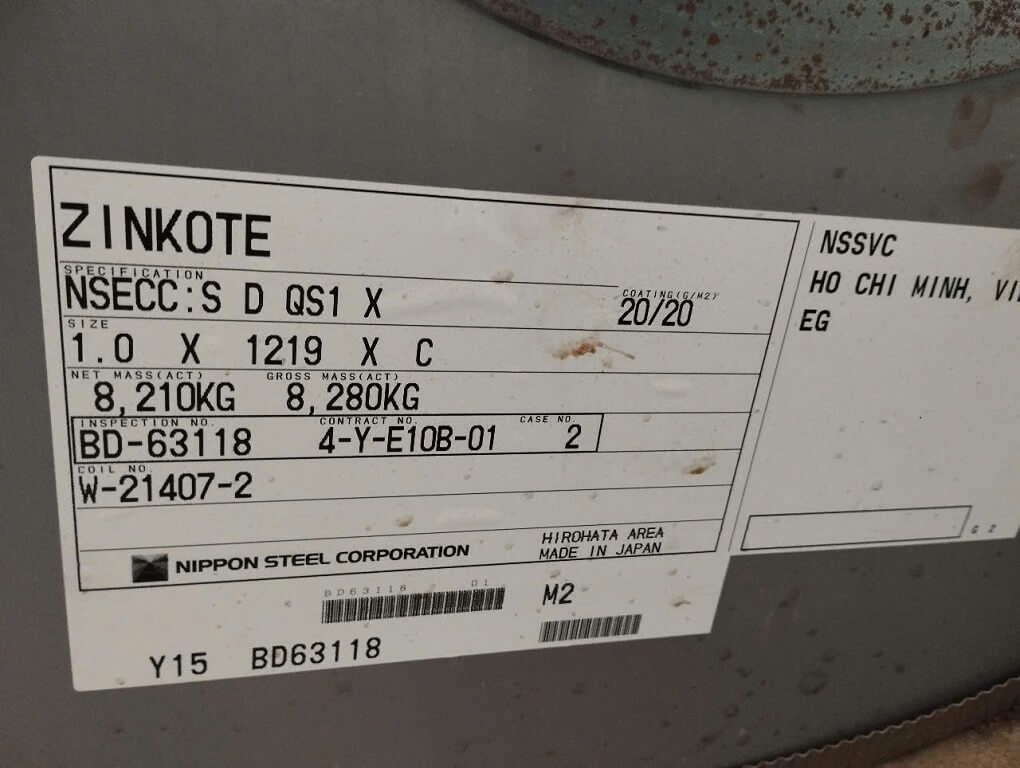 ZINKOTE
SPECIFICATION
NSECC:S D QS1 X
COATING(G/M2)
20/20
SIZE
1.0 X 1219 X C
NET MASS(ACT) GROSS MASS(ACT)
8,210KG 8,280KG
INSPECTION NO. CONTRACT NO. CASE NO.
BD-63118 4-Y-E10B-01 2
COIL NO.
W-21407-2
NIPPON STEEL CORPORATION
HIROHATA AREA
MADE IN JAPAN
BD63118 01
M2
Y15 BD63118
NSSVC
HO CHI MINH,
EG
G 2